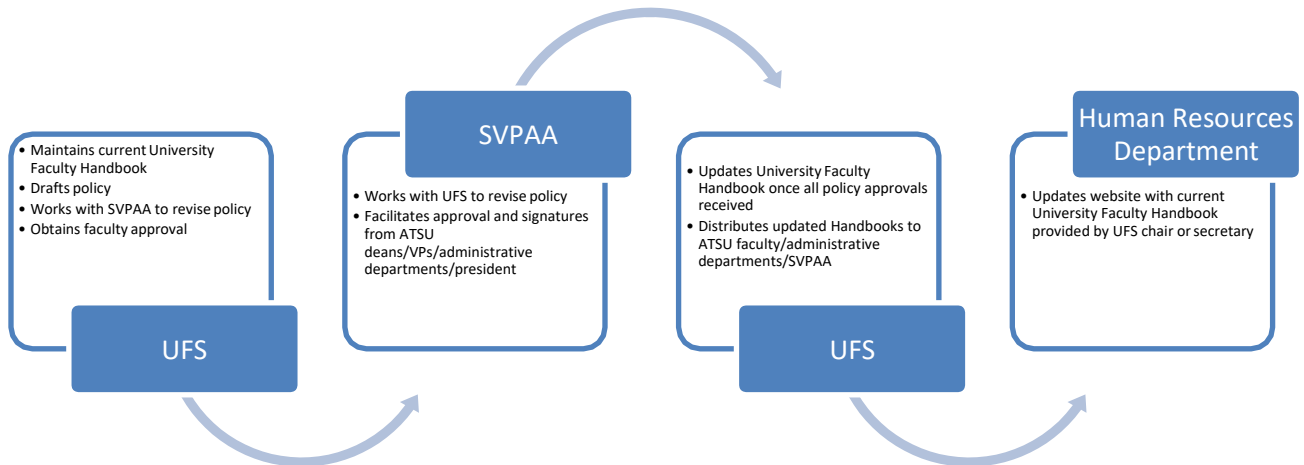 • Maintains current University
Faculty Handbook
• Drafts policy
• Works with SVPAA to revise policy
• Obtains faculty approval
UFS
SVPAA
• Works with UFS to revise policy
• Facilitates approval and signatures
from ATSU
deans/VPs/administrative
departments/president
• Updates University Faculty
Handbook once all policy approvals
received
• Distributes updated Handbooks to
ATSU faculty/administrative
departments/SVPAA
UFS
Human Resources
Department
• Updates website with current
University Faculty Handbook
provided by UFS chair or secretary